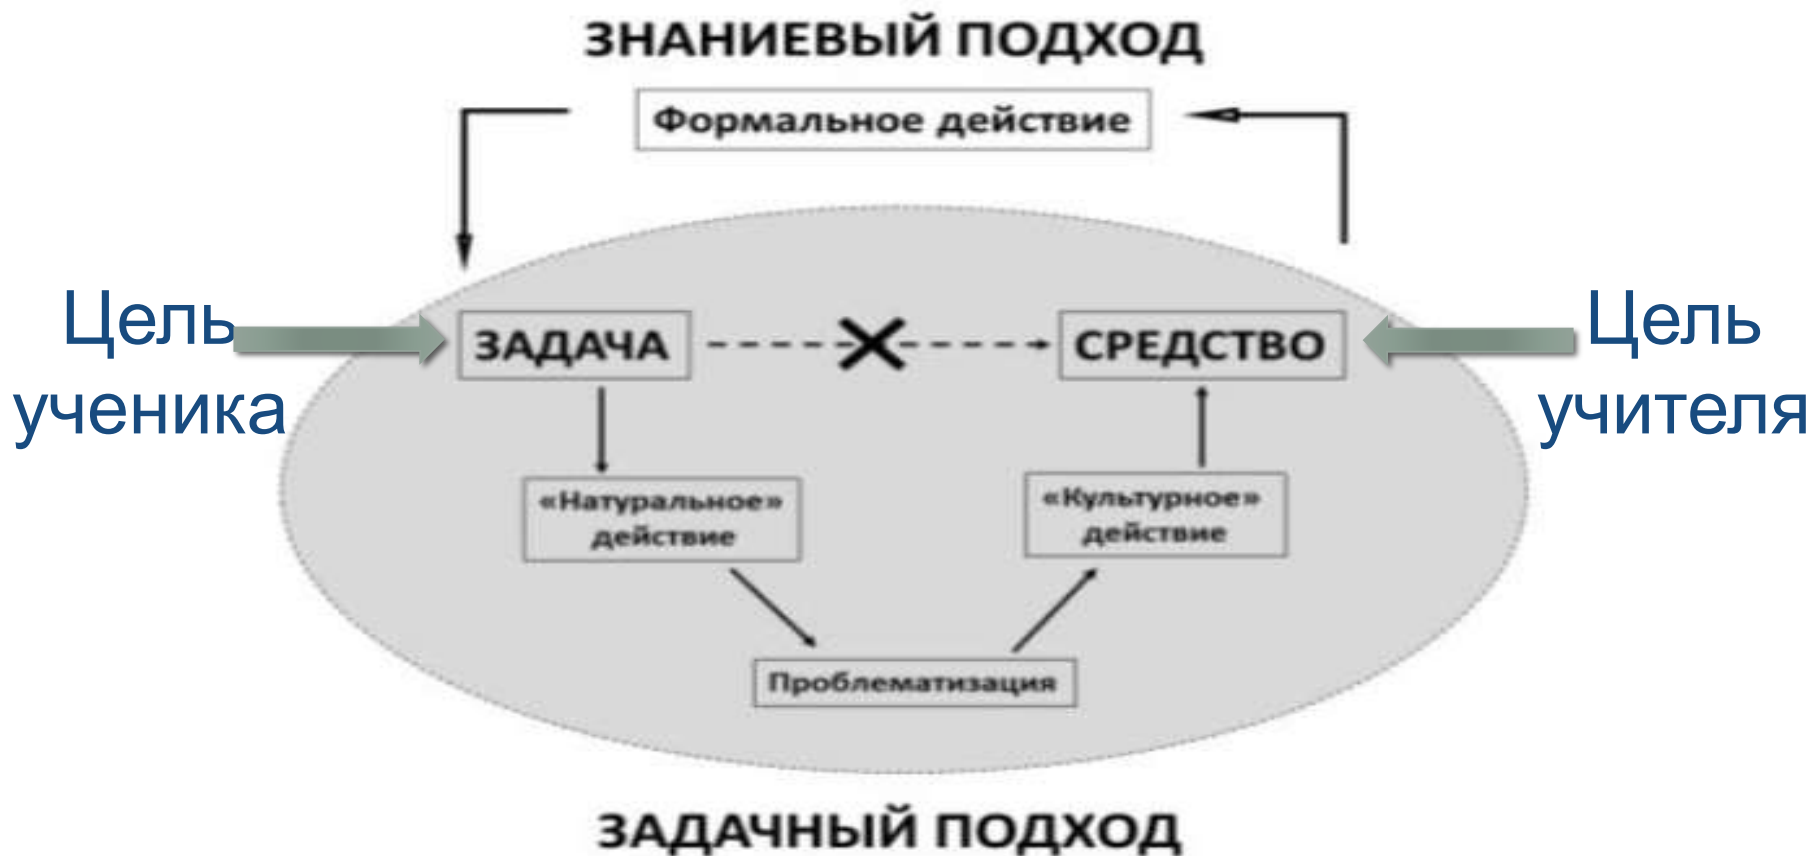 ЗНАНИЕВЫЙ ПОДХОД
Формальное действие
Цель
ученика
ЗАДАЧА
СРЕДСТВО
Цель
учителя
«Натуральное»
действие
«Культурное»
действие
Проблематизация
ЗАДАЧНЫЙ ПОДХОД